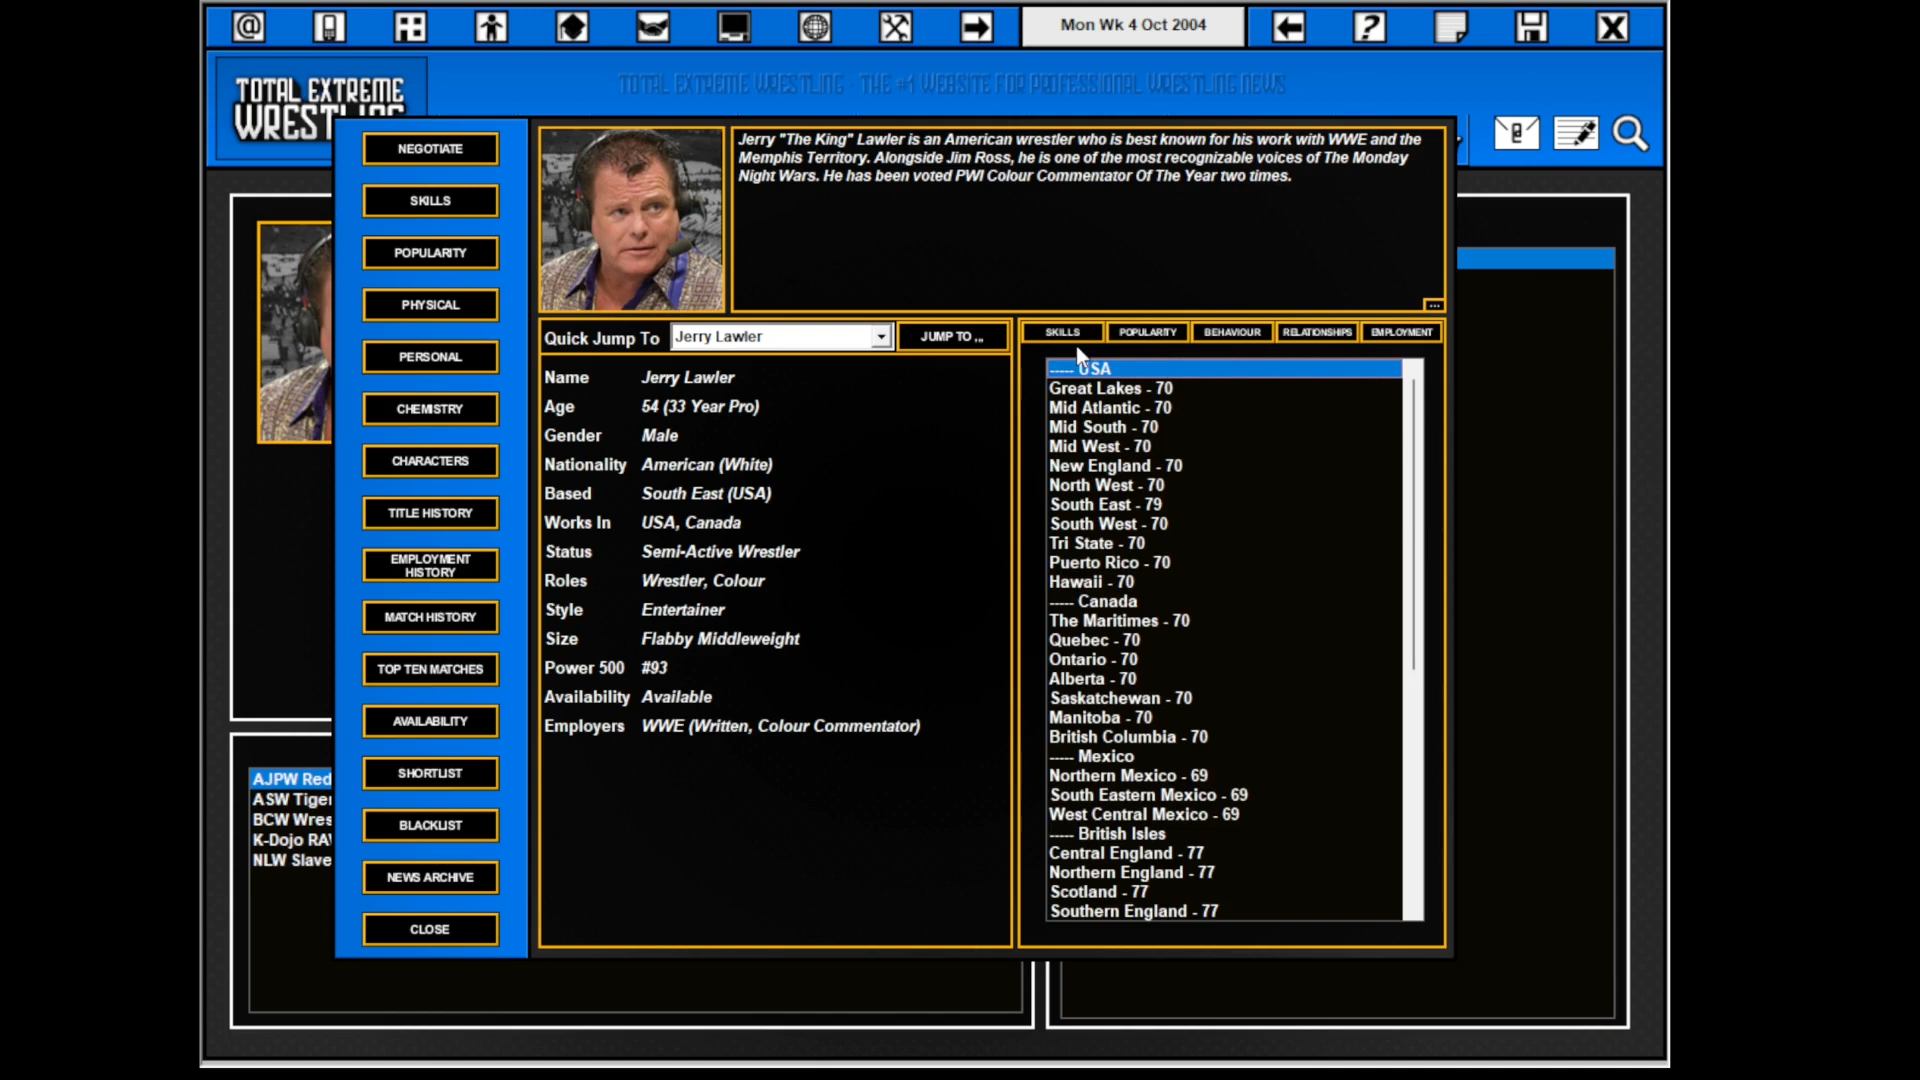 Mon Wk 4 Oct 2004
TOTAL EXTREME WRESTLING - THE #1 WEBSITE FOR PROFESSIONAL WRESTLING NEWS
TOTAL EXTREME
WRESTLING
NEGOTIATE
SKILLS
POPULARITY
PHYSICAL
PERSONAL
CHEMISTRY
CHARACTERS
TITLE HISTORY
EMPLOYMENT
HISTORY
MATCH HISTORY
TOP TEN MATCHES
AVAILABILITY
SHORTLIST
BLACKLIST
NEWS ARCHIVE
CLOSE
Jerry "The King" Lawler is an American wrestler who is best known for his work with WWE and the
Memphis Territory. Alongside Jim Ross, he is one of the most recognizable voices of The Monday
Night Wars. He has been voted PWI Colour Commentator Of The Year two times.
...
Quick Jump To Jerry Lawler JUMP TO ...
Name Jerry Lawler
Age 54 (33 Year Pro)
Gender Male
Nationality American (White)
Based South East (USA)
Works In USA, Canada
Status Semi-Active Wrestler
Roles Wrestler, Colour
Style Entertainer
Size Flabby Middleweight
Power 500 #93
Availability Available
Employers WWE (Written, Colour Commentator)
SKILLS POPULARITY BEHAVIOUR RELATIONSHIPS EMPLOYMENT
----- USA
Great Lakes - 70
Mid Atlantic - 70
Mid South - 70
Mid West - 70
New England - 70
North West - 70
South East - 79
South West - 70
Tri State - 70
Puerto Rico - 70
Hawaii - 70
----- Canada
The Maritimes - 70
Quebec - 70
Ontario - 70
Alberta - 70
Saskatchewan - 70
Manitoba - 70
British Columbia - 70
----- Mexico
Northern Mexico - 69
South Eastern Mexico - 69
West Central Mexico - 69
----- British Isles
Central England - 77
Northern England - 77
Scotland - 77
Southern England - 77
AJPW Red
ASW Tiger
BCW Wres
K-Dojo RA
NLW Slave